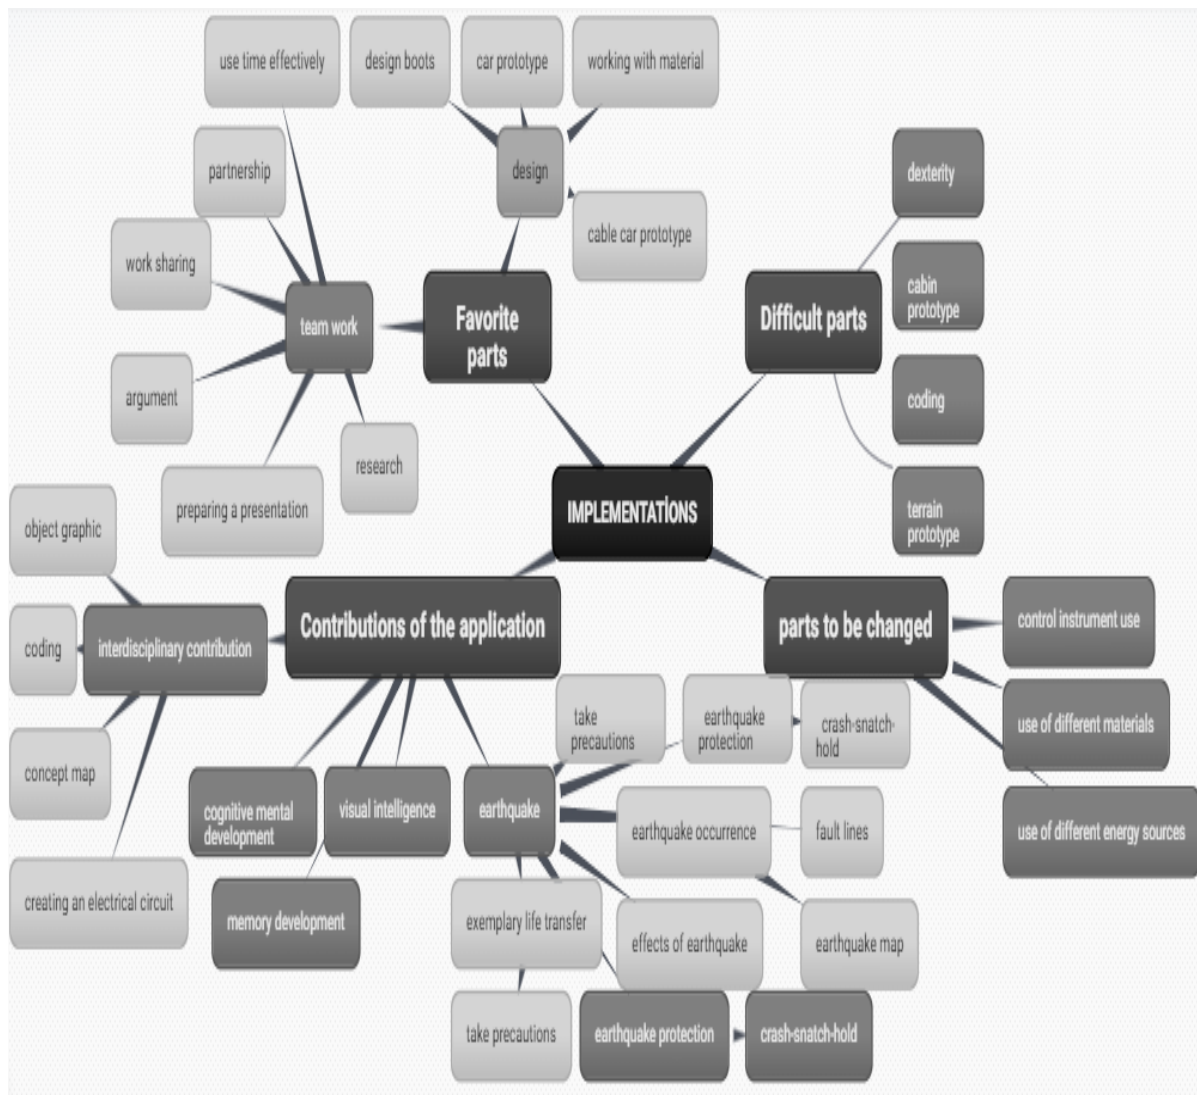 use time effectively
design boots
car prototype
working with material
partnership
design
dexterity
work sharing
cable car prototype
cabin
prototype
team work
Favorite
parts
Difficult parts
argument
coding
research
preparing a presentation
IMPLEMENTATİONS
terrain
prototype
object graphic
coding
interdisciplinary contribution
Contributions of the application
parts to be changed
control instrument use
take
precautions
earthquake
protection
crash-snatch-
hold
use of different materials
concept map
cognitive mental
development
visual intelligence
earthquake
earthquake occurrence
fault lines
use of different energy sources
creating an electrical circuit
memory development
exemplary life transfer
effects of earthquake
earthquake map
take precautions
earthquake protection
crash-snatch-hold